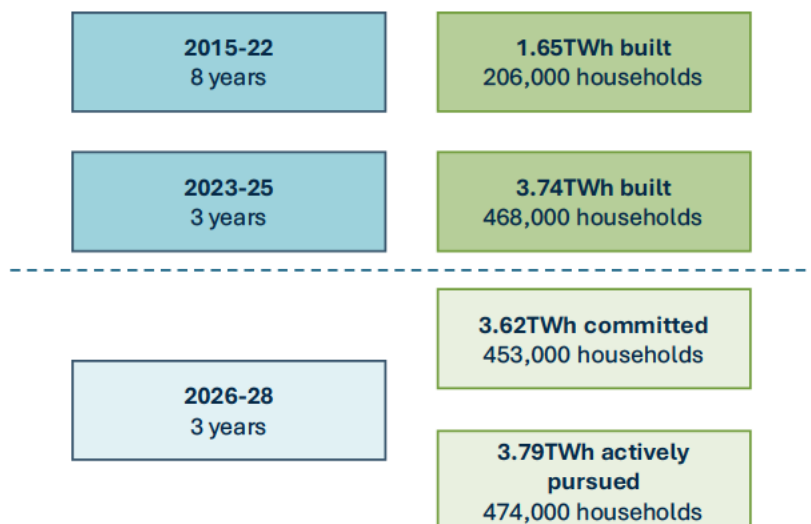 2015-22
8 years
1.65TWh built
206,000 households
2023-25
3 years
3.74TWh built
468,000 households
3.62TWh committed
453,000 households
2026-28
3 years
3.79TWh actively
pursued
474,000 households